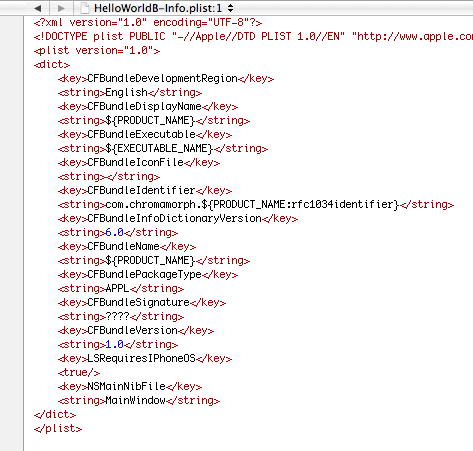 HelloWorldB-Info.plist:1
<?xml version="1.0" encoding="UTF-8"?>
<!DOCTYPE plist PUBLIC "-//Apple//DTD PLIST 1.0//EN" "http://www.apple.co
<plist version="1.0">
<dict>
<key>CFBundleDevelopmentRegion</key>
<string>English</string>
<key>CFBundleDisplayName</key>
<string>${PRODUCT_NAME}</string>
<key>CFBundleExecutable</key>
<string>${EXECUTABLE_NAME}</string>
<key>CFBundleIconFile</key>
<string></string>
<key>CFBundleIdentifier</key>
<string>com.chromamorph.${PRODUCT_NAME:rfc1034identifier}</string>
<key>CFBundleInfoDictionaryVersion</key>
<string>6.0</string>
<key>CFBundleName</key>
<string>${PRODUCT_NAME}</string>
<key>CFBundlePackageType</key>
<string>APPL</string>
<key>CFBundleSignature</key>
<string>????</string>
<key>CFBundleVersion</key>
<string>1.0</string>
<key>LSRequiresIPhoneOS</key>
<true/>
<key>NSMainNibFile</key>
<string>MainWindow</string>
</dict>
</plist>